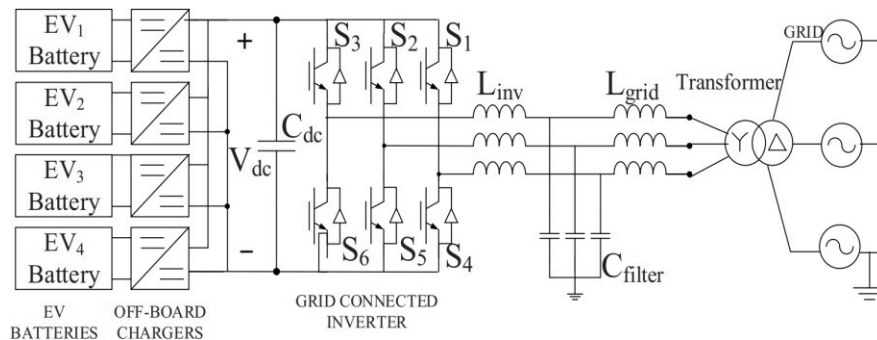 EV1
Battery
EV2
Battery
EV3
Battery
EV4
Battery
EV
BATTERIES
OFF-BOARD
CHARGERS
+
Vdc
−
Cdc
S3
S2
S1
S6
S5
S4
GRID CONNECTED
INVERTER
Linv
Cfilter
Lgrid
Transformer
Y
Δ
GRID